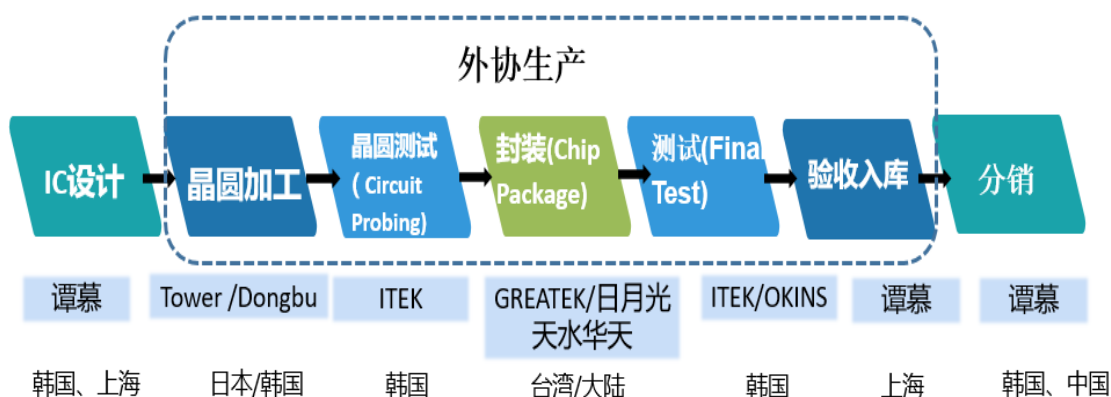 外协生产
IC设计
晶圆加工
晶圆测试
( Circuit
Probing)
封装(Chip
Package)
测试(Final
Test)
验收入库
分销
谭慕
Tower /Dongbu
ITEK
GREATEK/日月光
天水华天
ITEK/OKINS
谭慕
谭慕
韩国、上海
日本/韩国
韩国
台湾/大陆
韩国
上海
韩国、中国